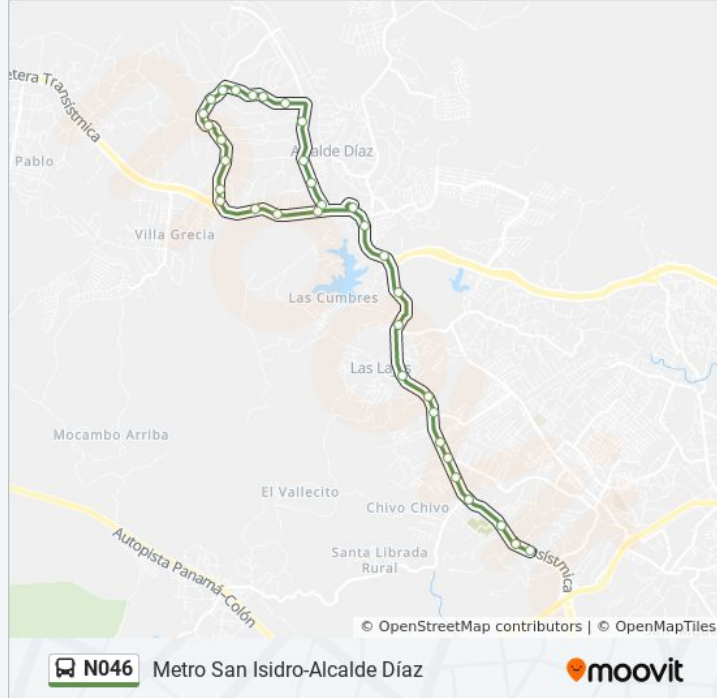 etera Transístmica
Pablo
Alcalde Díaz
Villa Grecia
Las Cumbres
Las Lajas
Mocambo Arriba
El Vallecito
Chivo Chivo
Autopista Panamá-Colón
Santa Librada
Rural
sístmica
© OpenStreetMap contributors | © OpenMapTiles
N046 Metro San Isidro-Alcalde Díaz
moovit